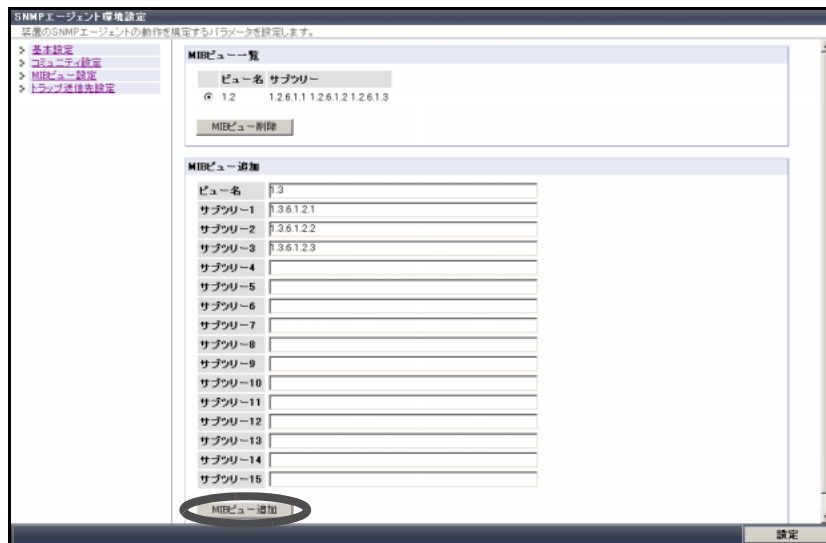 SNMPエージェント環境設定
装置のSNMPエージェントの動作を規定するパラメータを設定します。
基本設定
コミュニティ設定
MIBビュー設定
トラップ送信先設定
MIBビュー一覧
ビュー名 サブツリー
1.2 1.2.6.1.1 1.2.6.1.2 1.2.6.1.3
MIBビュー削除
MIBビュー追加
ビュー名 1.3
サブツリー1 1.3.6.1.2.1
サブツリー2 1.3.6.1.2.2
サブツリー3 1.3.6.1.2.3
サブツリー4
サブツリー5
サブツリー6
サブツリー7
サブツリー8
サブツリー9
サブツリー10
サブツリー11
サブツリー12
サブツリー13
サブツリー14
サブツリー15
MIBビュー追加
設定